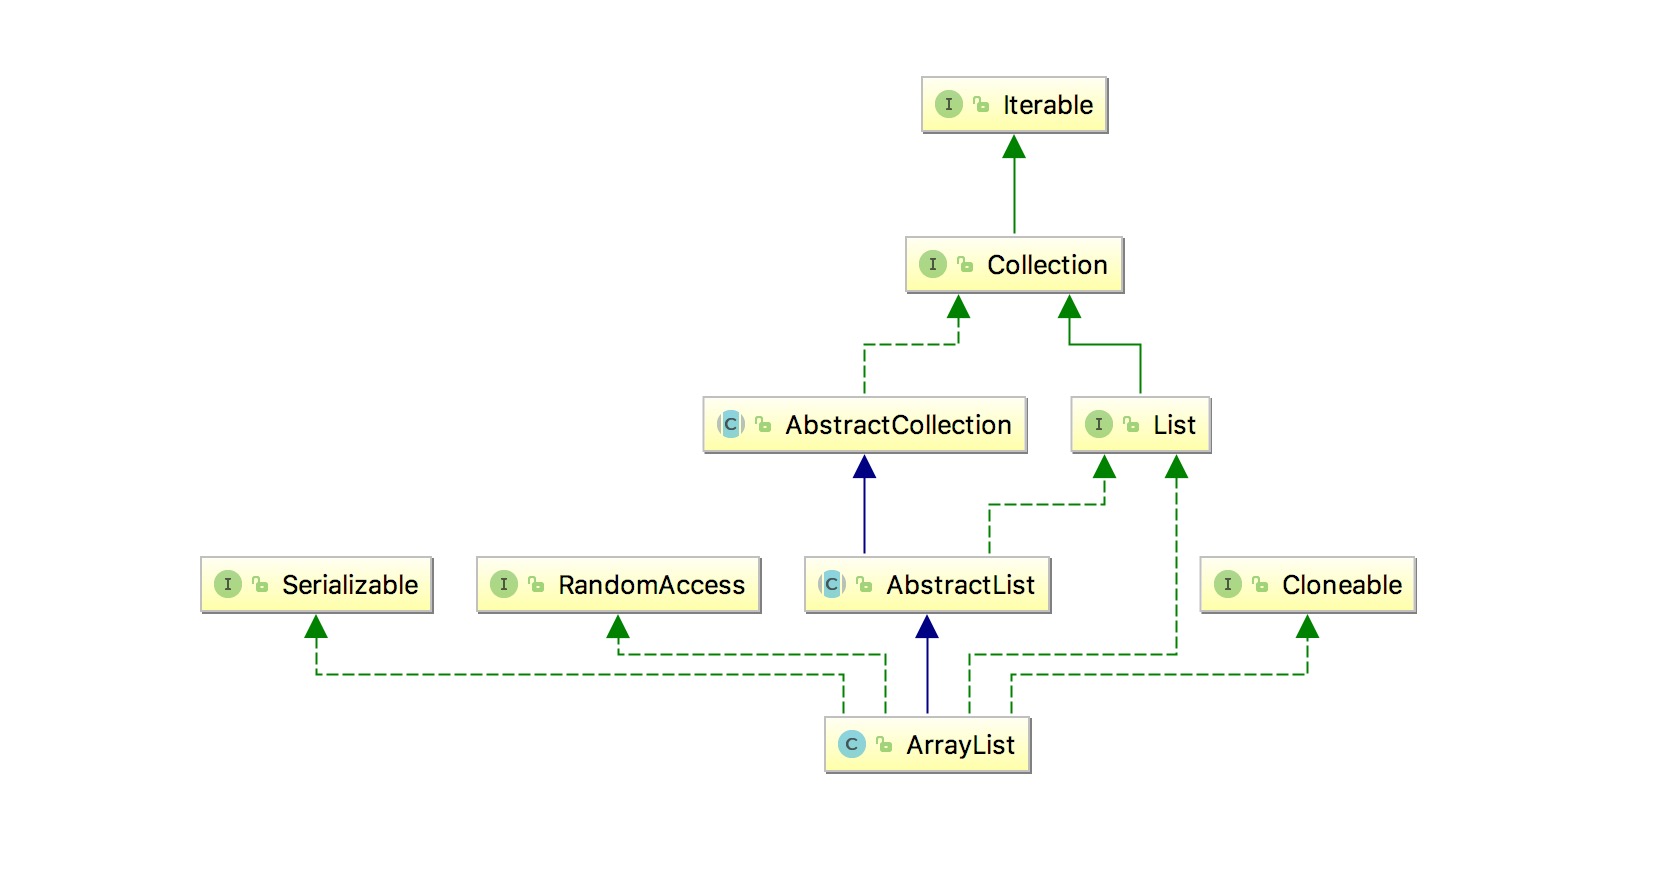 I Iterable
I Collection
C AbstractCollection
I List
I Serializable
I RandomAccess
C AbstractList
I Cloneable
C ArrayList